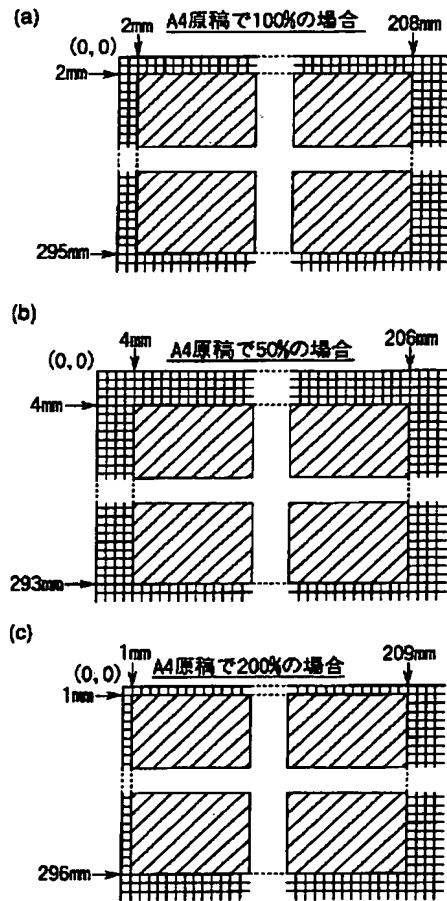 (a)
A4原稿で100%の場合
2mm
208mm
(0,0)
2mm
295mm
(b)
A4原稿で50%の場合
4mm
206mm
(0,0)
4mm
293mm
(c)
A4原稿で200%の場合
1mm
209mm
(0,0)
1mm
296mm